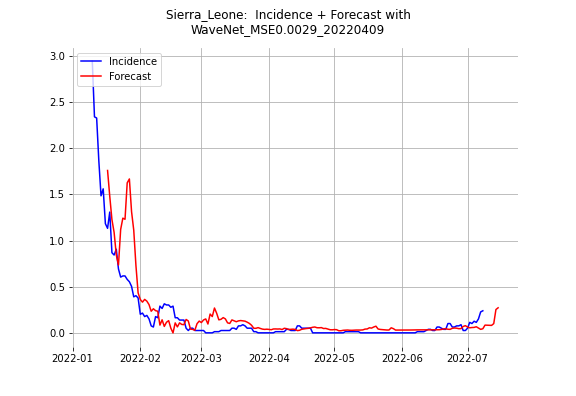 Sierra_Leone:  Incidence + Forecast with
WaveNet_MSE0.0029_20220409
3.0
Incidence
Forecast
2.5
2.0
1.5
1.0
0.5
0.0
2022-01 2022-02 2022-03 2022-04 2022-05 2022-06 2022-07